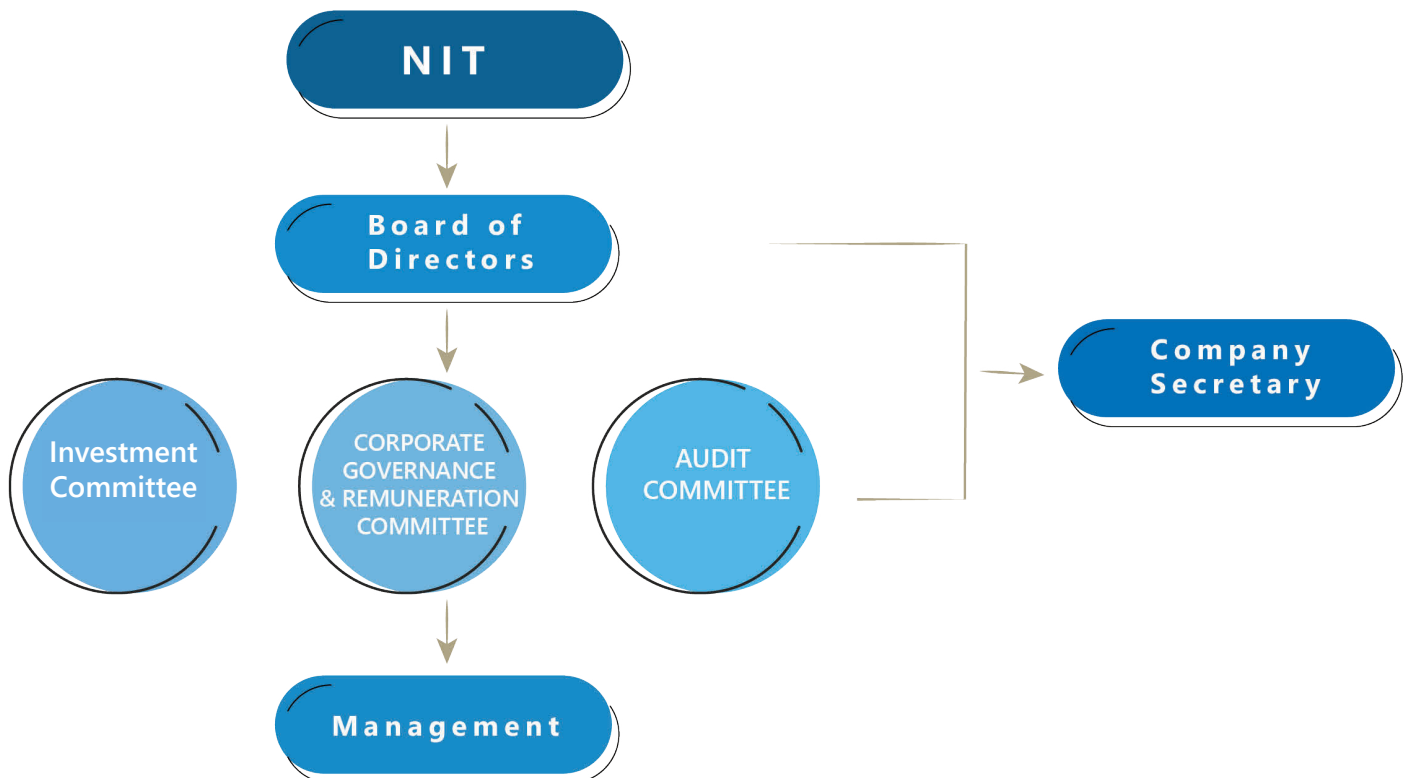 NIT
Board of
Directors
Company
Secretary
Investment
Committee
CORPORATE
GOVERNANCE
& REMUNERATION
COMMITTEE
AUDIT
COMMITTEE
Management